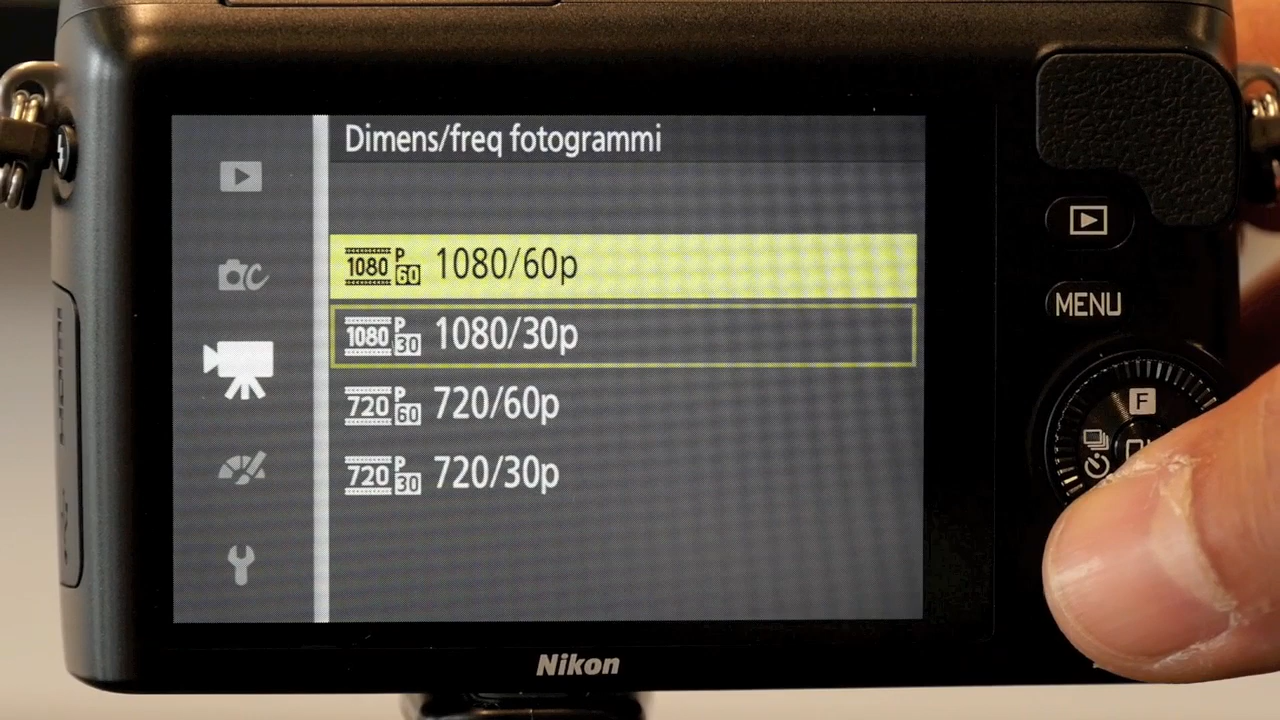 Dimens/freq fotogrammi
1080 P 60 1080/60p
1080 P 30 1080/30p
720 P 60 720/60p
720 P 30 720/30p
MENU
F
Nikon